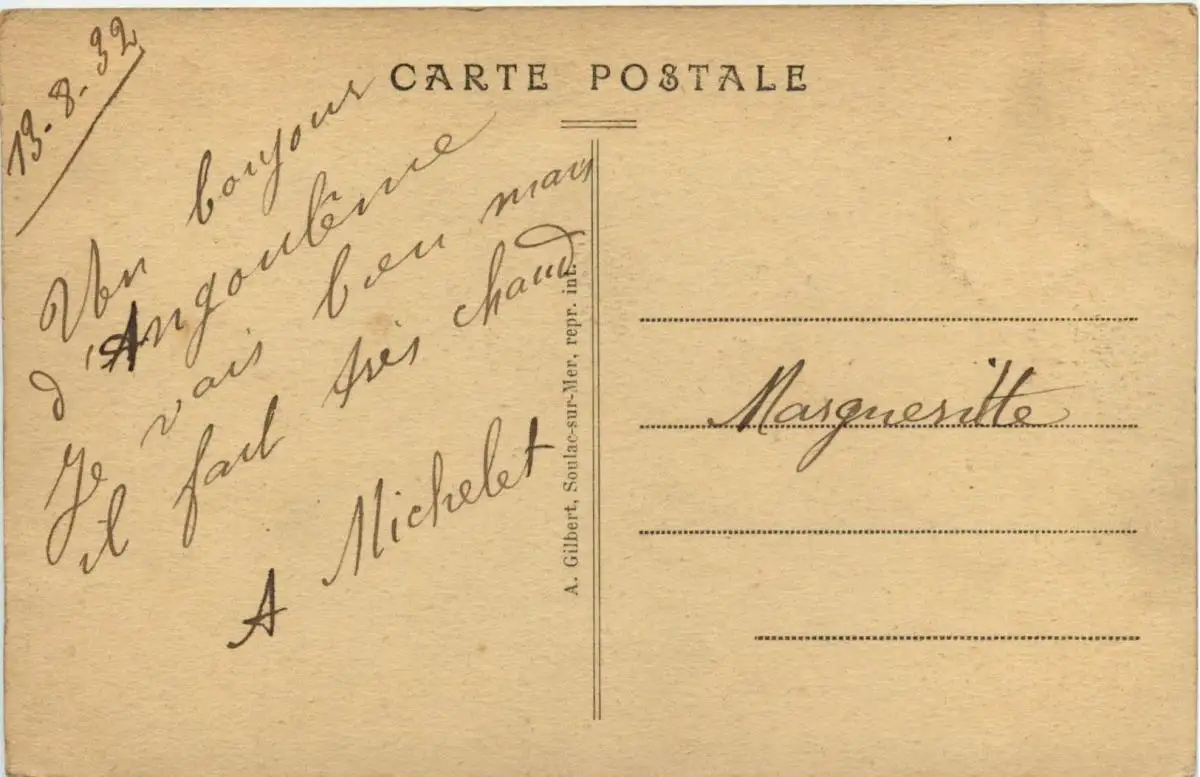 CARTE POSTALE
13-8-32
Un bonjour
d'Angoulême
Je vais bien mais
il fait très chaud
A Michelet
A. Gilbert, Soulac-sur-Mer, repr. int.
Margueritte